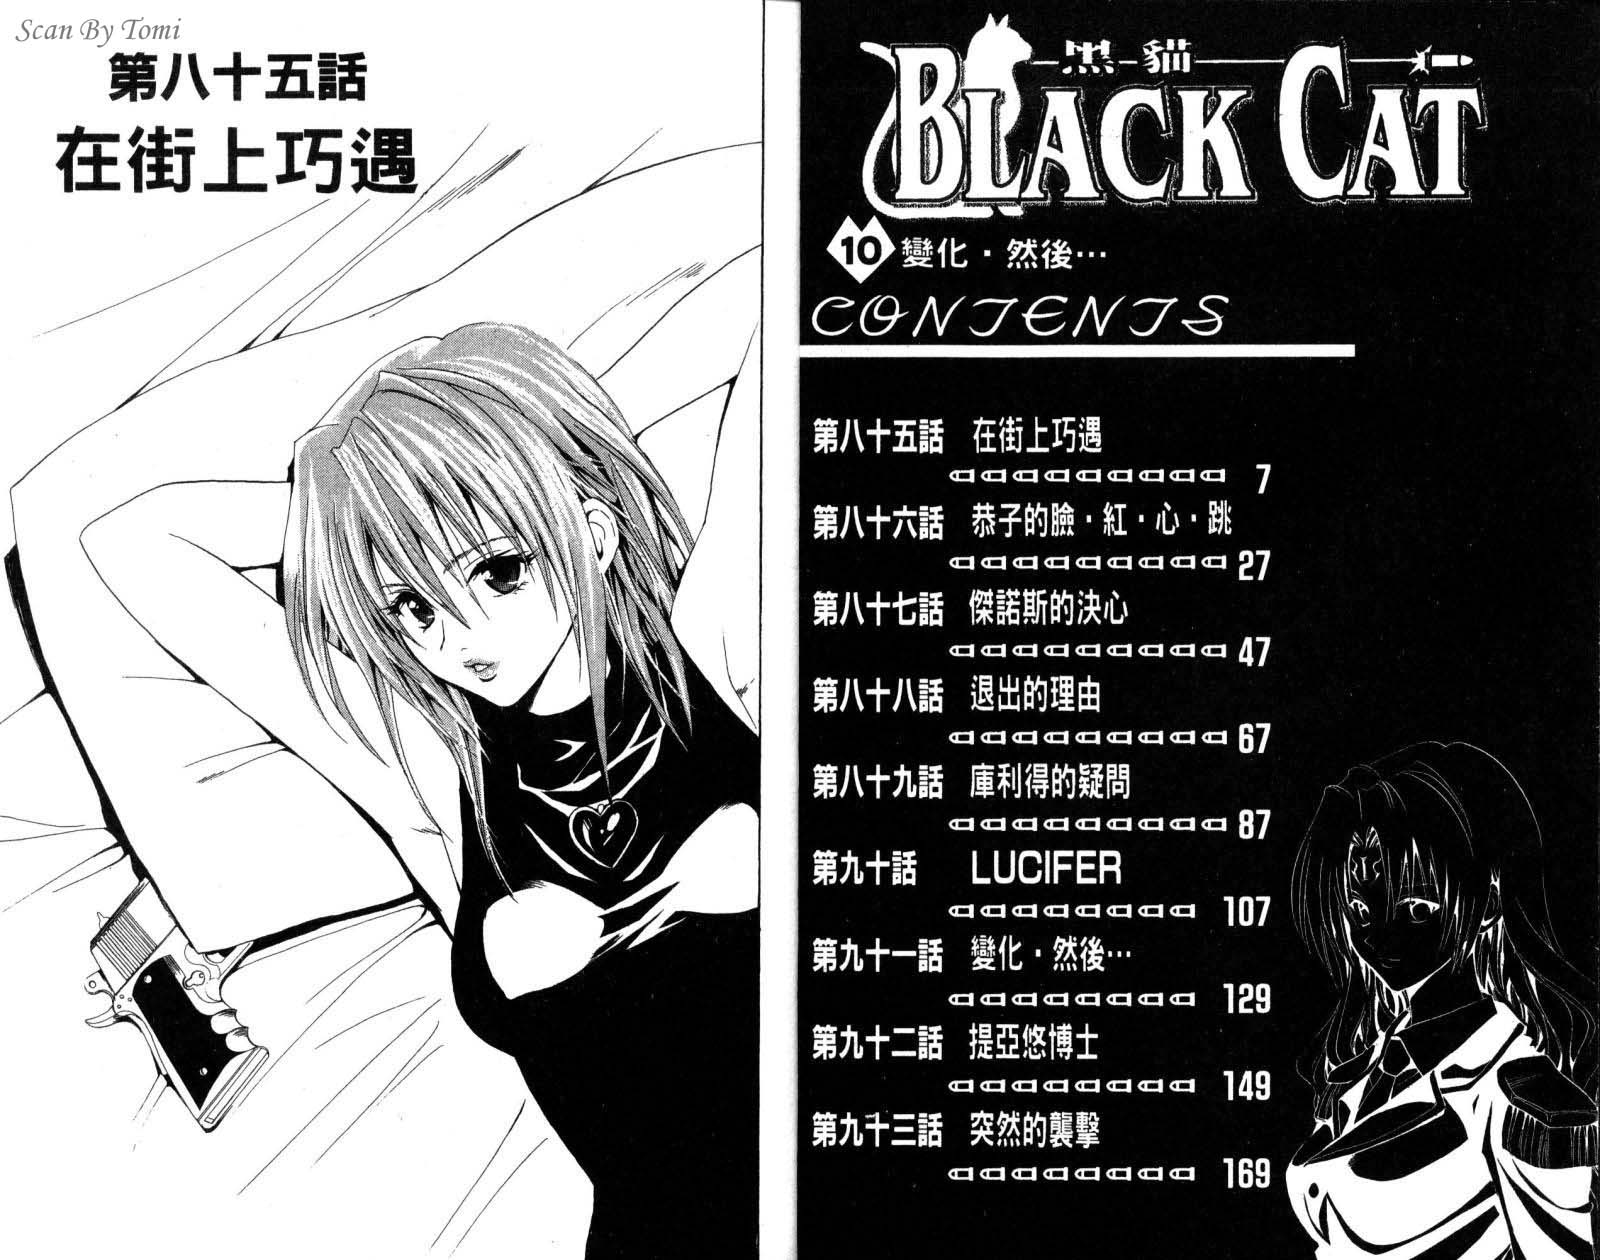 Scan By Tomi
第八十五話
在街上巧遇
黑貓
BLACK CAT
10 變化・然後…
CONTENTS
第八十五話 在街上巧遇
7
第八十六話 恭子的臉・紅・心・跳
27
第八十七話 傑諾斯的決心
47
第八十八話 退出的理由
67
第八十九話 庫利得的疑問
87
第九十話 LUCIFER
107
第九十一話 變化・然後…
129
第九十二話 提亞悠博士
149
第九十三話 突然的襲擊
169
I